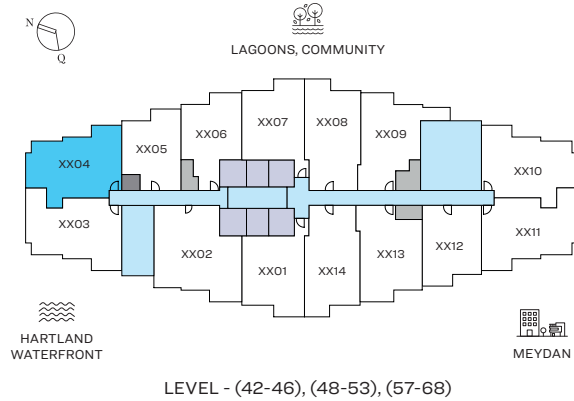 N
Q
LAGOONS, COMMUNITY
XX04
XX05
XX06
XX07
XX08
XX09
XX10
XX03
XX02
XX01
XX14
XX13
XX12
XX11
HARTLAND
WATERFRONT
MEYDAN
LEVEL - (42-46), (48-53), (57-68)